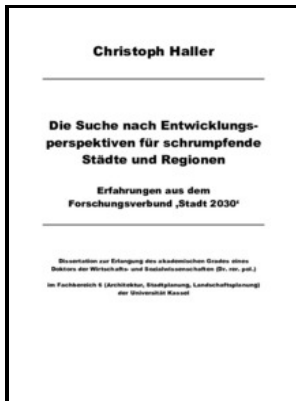 Christoph Haller
Die Suche nach Entwicklungs-
perspektiven für schrumpfende
Städte und Regionen
Erfahrungen aus dem
Forschungsverbund ‚Stadt 2030‘
Dissertation zur Erlangung des akademischen Grades eines
Doktors der Wirtschafts- und Sozialwissenschaften (Dr. rer. pol.)
im Fachbereich 6 (Architektur, Stadtplanung, Landschaftsplanung)
der Universität Kassel